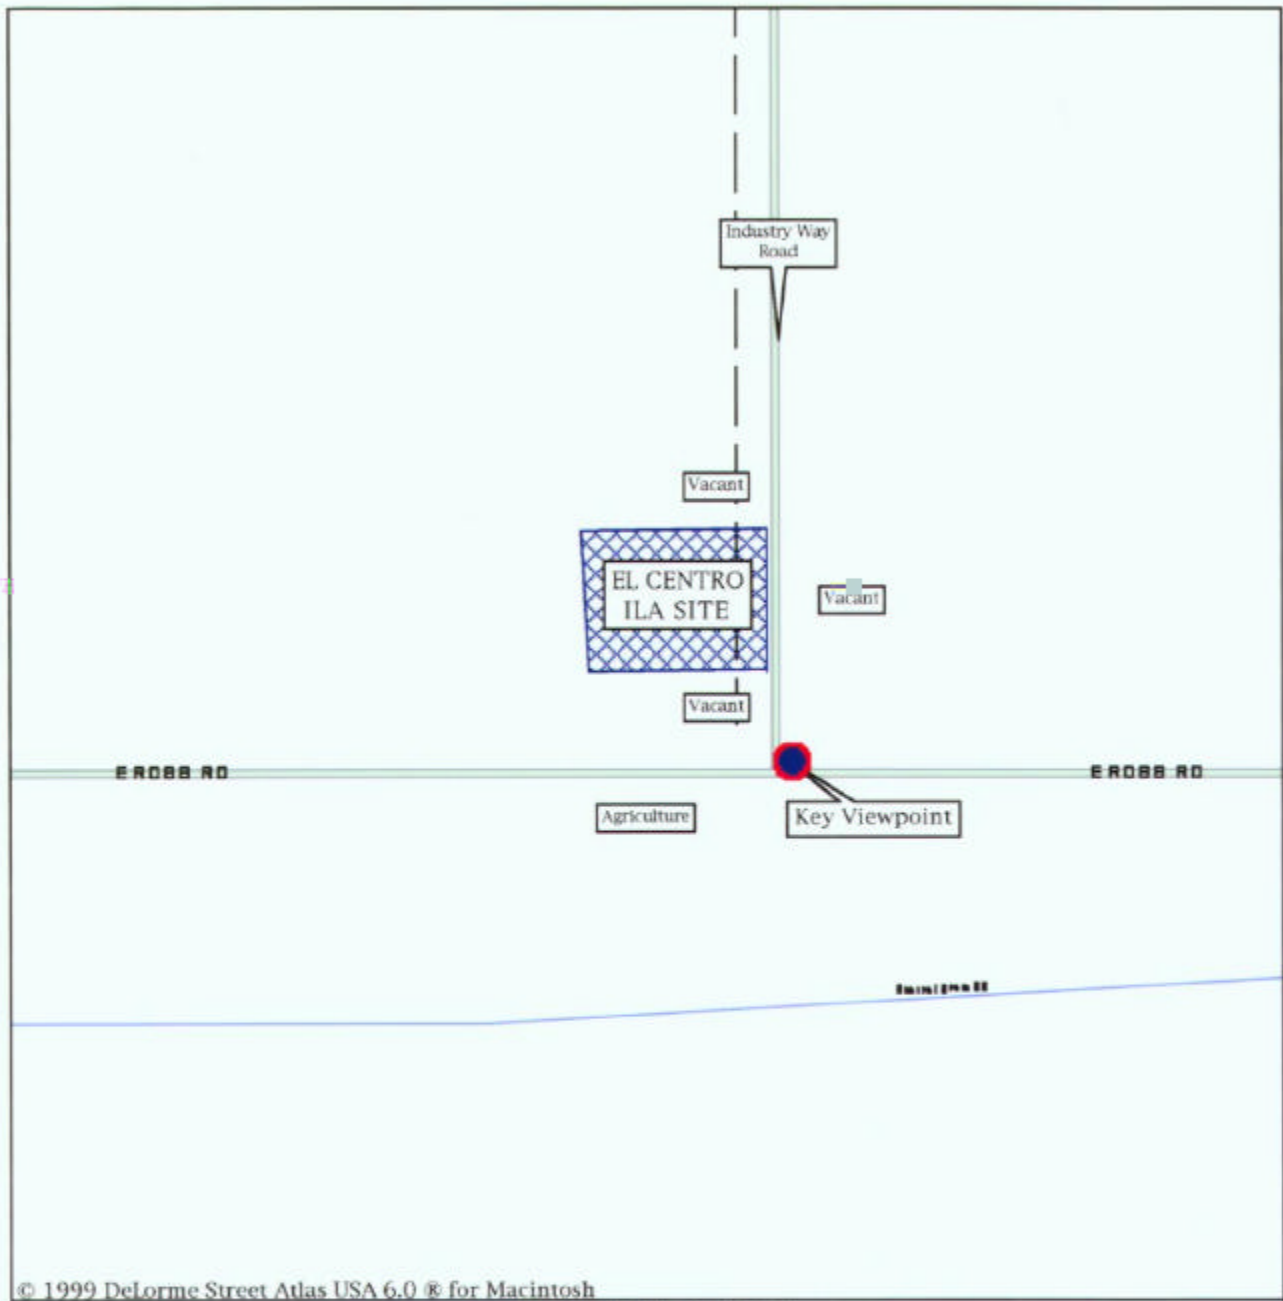 Industry Way
Road
Vacant
EL CENTRO
ILA SITE
Vacant
Vacant
E ROBB RD
E ROBB RD
Agriculture
Key Viewpoint
© 1999 DeLorme Street Atlas USA 6.0 ® for Macintosh